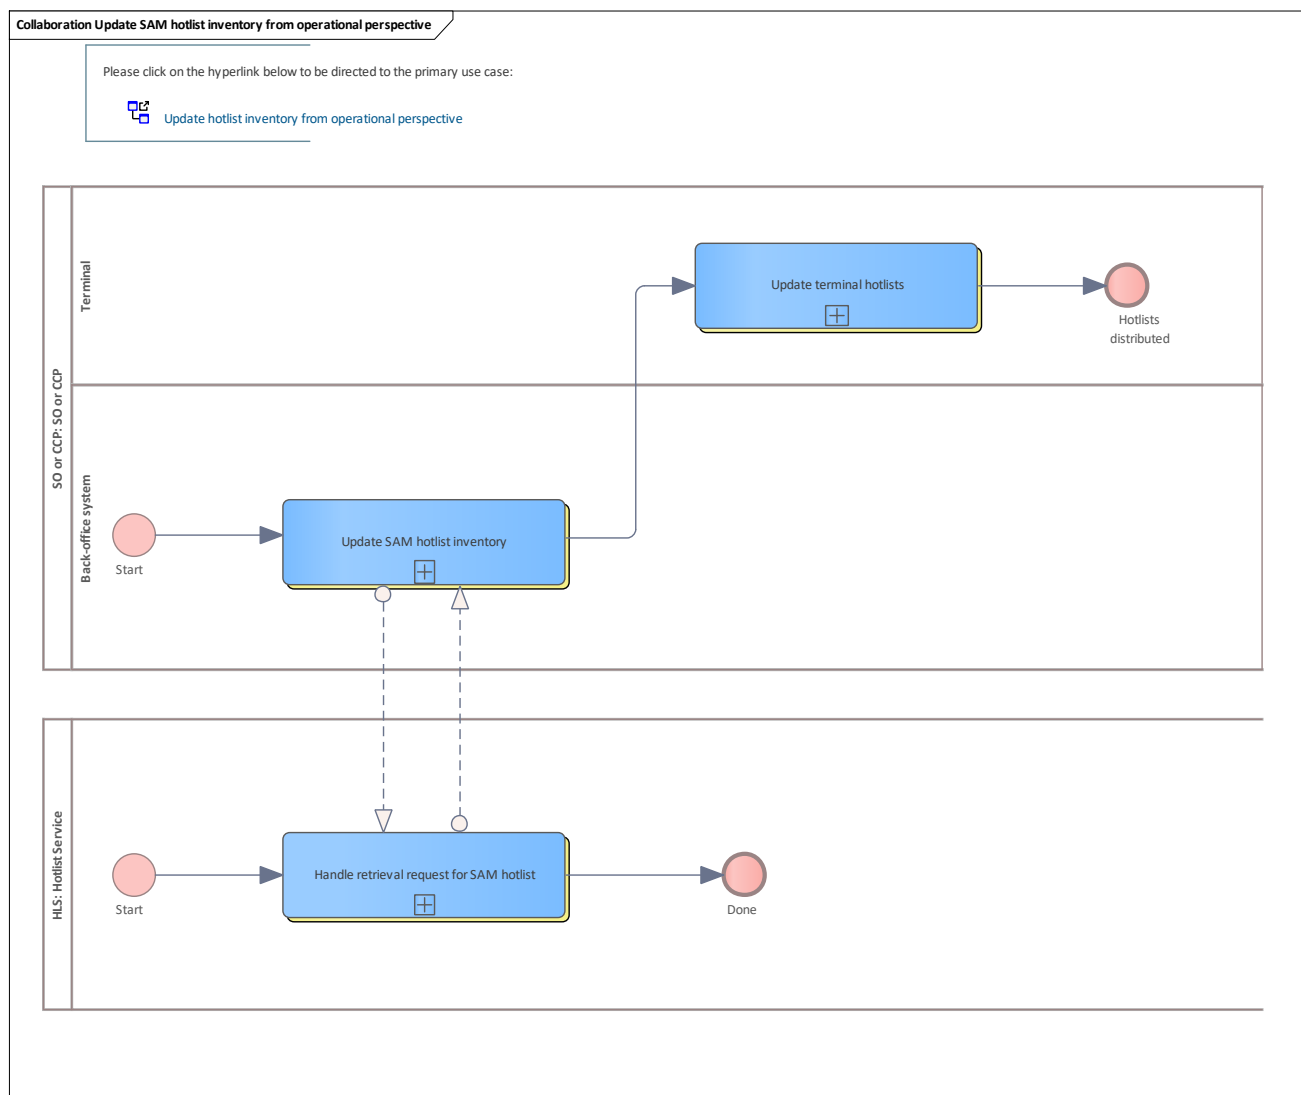 Collaboration Update SAM hotlist inventory from operational perspective
Please click on the hyperlink below to be directed to the primary use case:
Update hotlist inventory from operational perspective
SO or CCP: SO or CCP
Terminal
Update terminal hotlists
Hotlists
distributed
Back-office system
Start
Update SAM hotlist inventory
HLS: Hotlist Service
Start
Handle retrieval request for SAM hotlist
Done